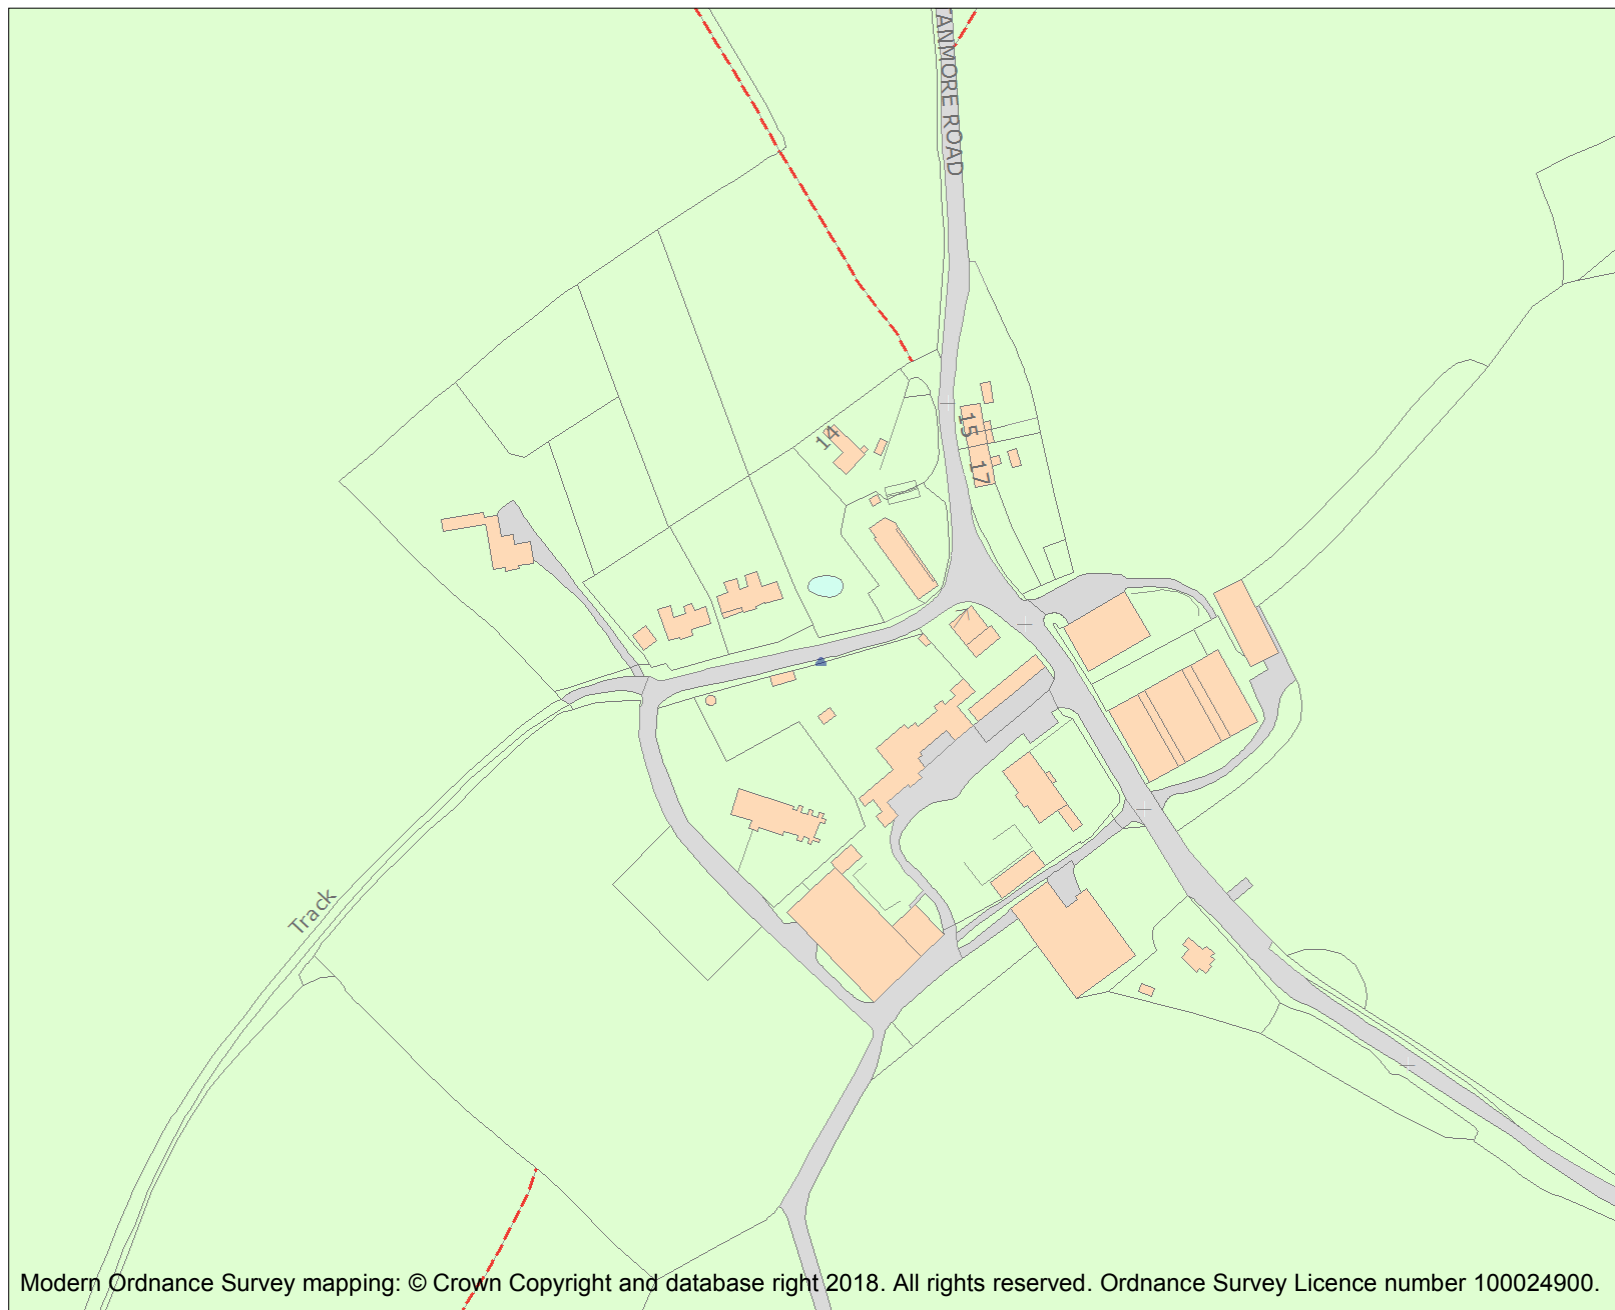 TANMORE ROAD
14
15
17
Track
Modern Ordnance Survey mapping: © Crown Copyright and database right 2018. All rights reserved. Ordnance Survey Licence number 100024900.